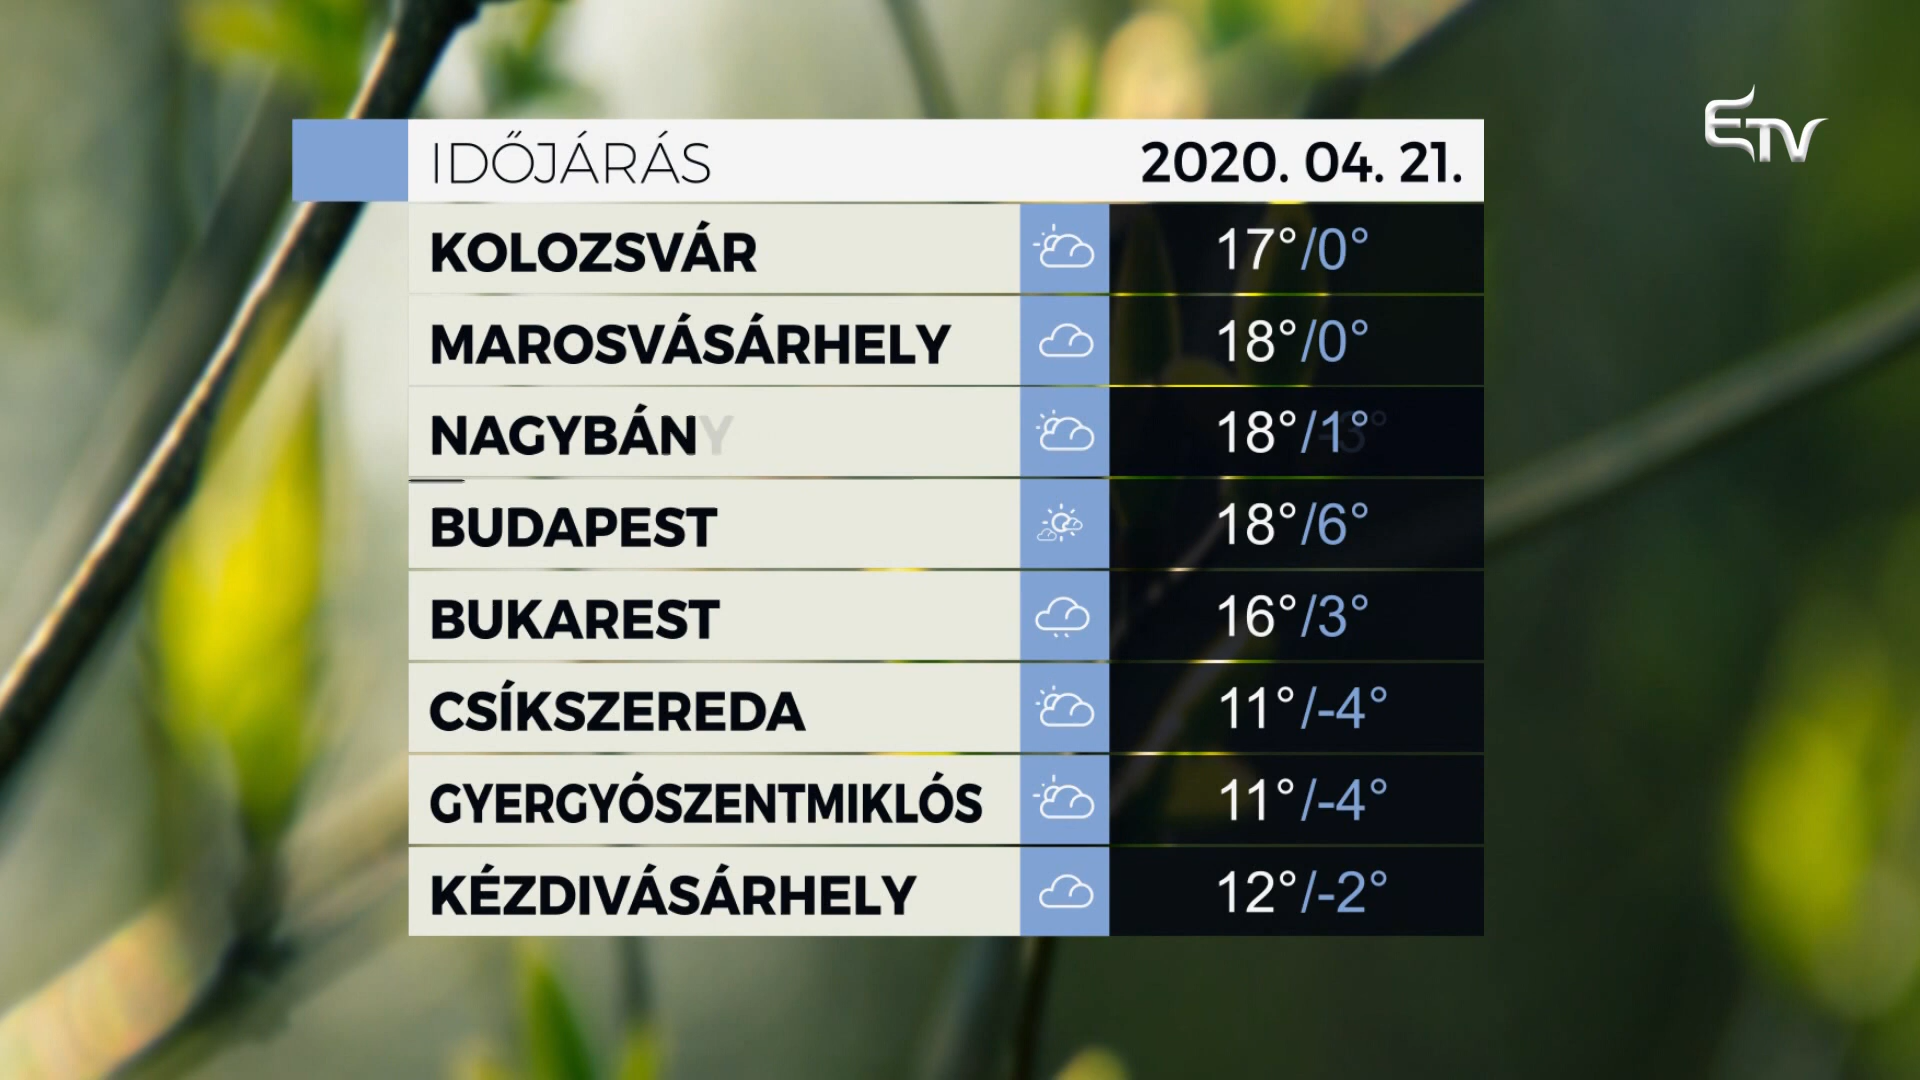 ETV
IDŐJÁRÁS 2020. 04. 21.
KOLOZSVÁR 17°/0°
MAROSVÁSÁRHELY 18°/0°
NAGYBÁNY 18°/1°
BUDAPEST 18°/6°
BUKAREST 16°/3°
CSÍKSZEREDA 11°/-4°
GYERGYÓSZENTMIKLÓS 11°/-4°
KÉZDIVÁSÁRHELY 12°/-2°